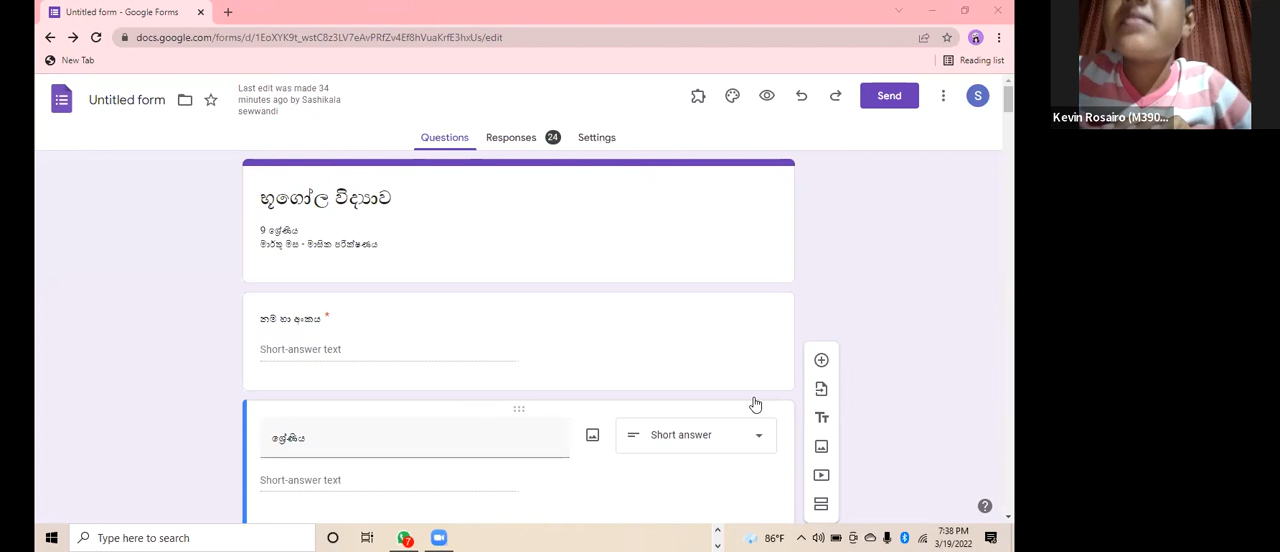 Untitled form - Google Forms
docs.google.com/forms/d/1EoXYK9t_wstC8z3LV7eAvPRfZv4Ef8hVuaKrfE3hxUs/edit
New Tab
Reading list
Untitled form
Last edit was made 34
minutes ago by Sashikala
sewwandi
Send
S
Questions
Responses 24
Settings
භූගෝල විද්‍යාව
9 ශ්‍රේණිය
මාර්තු මස - මාසික පරික්ෂණය
නම හා අංකය *
Short-answer text
ශ්‍රේණිය
Short answer
Short-answer text
Kevin Rosairo (M390...
Type here to search
7
86°F
7:38 PM
3/19/2022